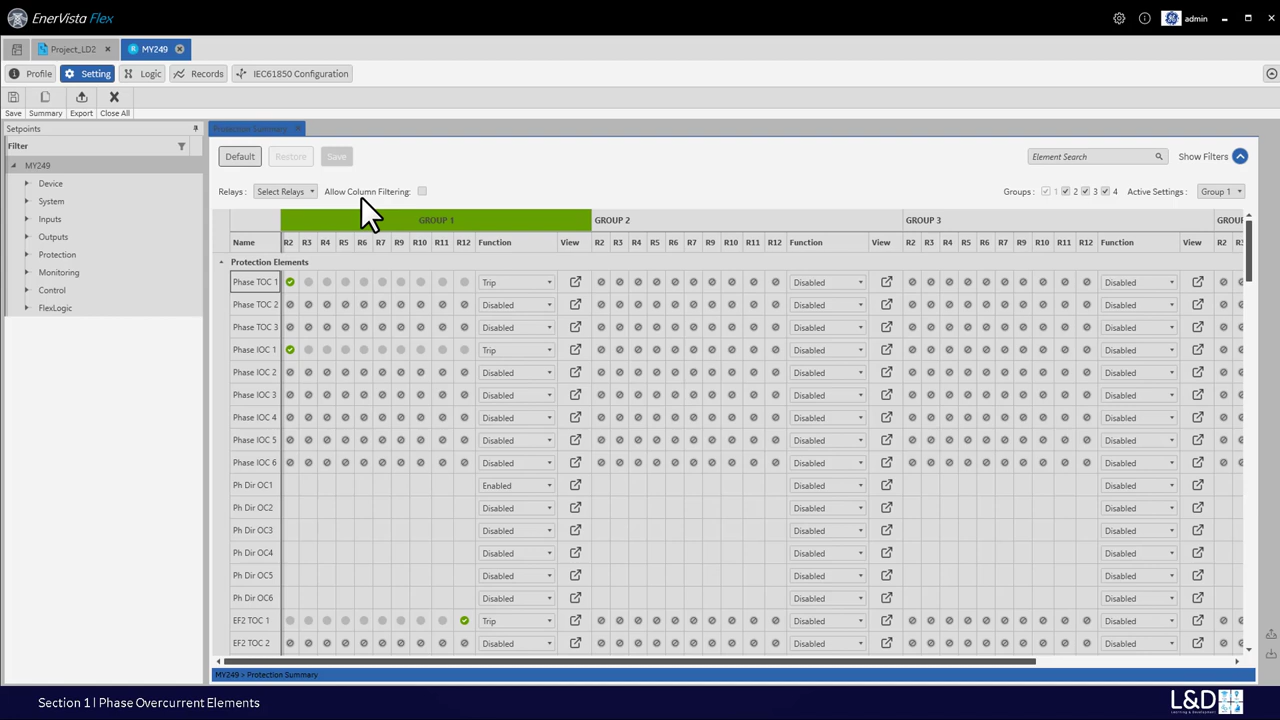 EnerVista Flex
admin
Project_LD2
MY249
Profile
Setting
Logic
Records
IEC61850 Configuration
Save
Summary
Export
Close All
Setpoints
Filter
MY249
Device
System
Inputs
Outputs
Protection
Monitoring
Control
FlexLogic
Protection Summary
Default
Restore
Save
Element Search
Show Filters
Relays :
Select Relays
Allow Column Filtering:
Groups :
1
2
3
4
Active Settings :
Group 1
GROUP 1
GROUP 2
GROUP 3
Name R2 R3 R4 R5 R6 R7 R9 R10 R11 R12 Function View R2 R3 R4 R5 R6 R7 R9 R10 R11 R12 Function View R2 R3 R4 R5 R6 R7 R9 R10 R11 R12 Function View R2
Protection Elements
Phase TOC 1 Trip Disabled Disabled
Phase TOC 2 Disabled Disabled Disabled
Phase TOC 3 Disabled Disabled Disabled
Phase IOC 1 Trip Disabled Disabled
Phase IOC 2 Disabled Disabled Disabled
Phase IOC 3 Disabled Disabled Disabled
Phase IOC 4 Disabled Disabled Disabled
Phase IOC 5 Disabled Disabled Disabled
Phase IOC 6 Disabled Disabled Disabled
Ph Dir OC1 Enabled Disabled Disabled
Ph Dir OC2 Disabled Disabled Disabled
Ph Dir OC3 Disabled Disabled Disabled
Ph Dir OC4 Disabled Disabled Disabled
Ph Dir OC5 Disabled Disabled Disabled
Ph Dir OC6 Disabled Disabled Disabled
EF2 TOC 1 Trip Disabled Disabled
EF2 TOC 2 Disabled Disabled Disabled
MY249 > Protection Summary
Section 1 | Phase Overcurrent Elements
L&D